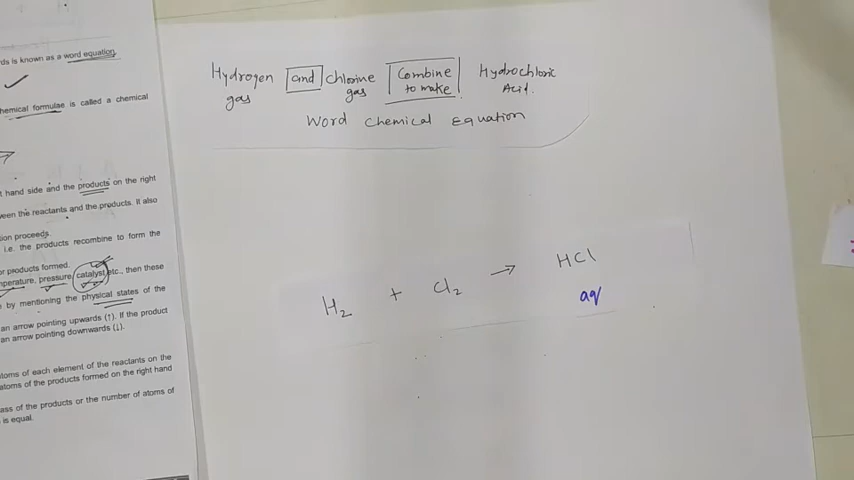 ds is known as a word equation.
hemical formulae is called a chemical
t hand side and the products on the right
een the reactants and the products. It also
ion proceeds.
i.e. the products recombine to form the
or products formed.
mperature, pressure, catalyst, etc., then these
e by mentioning the physical states of the
an arrow pointing upwards (↑). If the product
an arrow pointing downwards (↓).
toms of each element of the reactants on the
atoms of the products formed on the right hand
ass of the products or the number of atoms of
is equal.
Hydrogen and chlorine Combine Hydrochloric
gas gas to make Acid.
Word Chemical Equation
H₂ + Cl₂ → HCl
aq